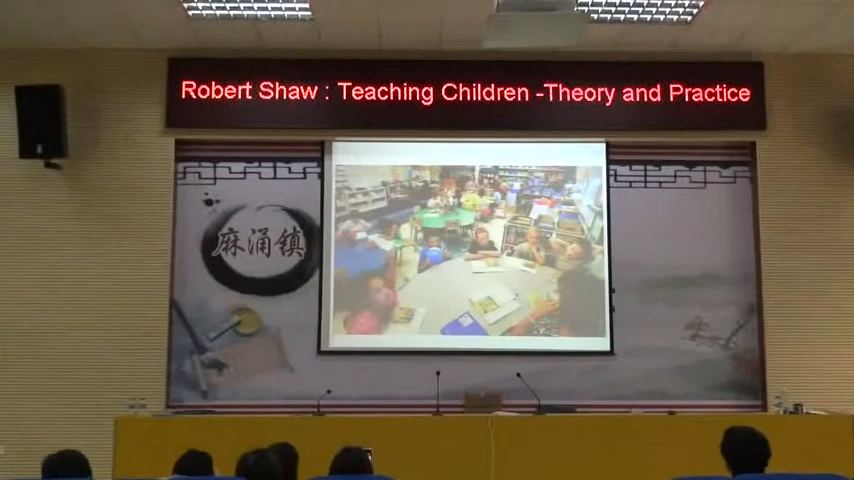 Robert Shaw : Teaching Children -Theory and Practice
麻涌镇